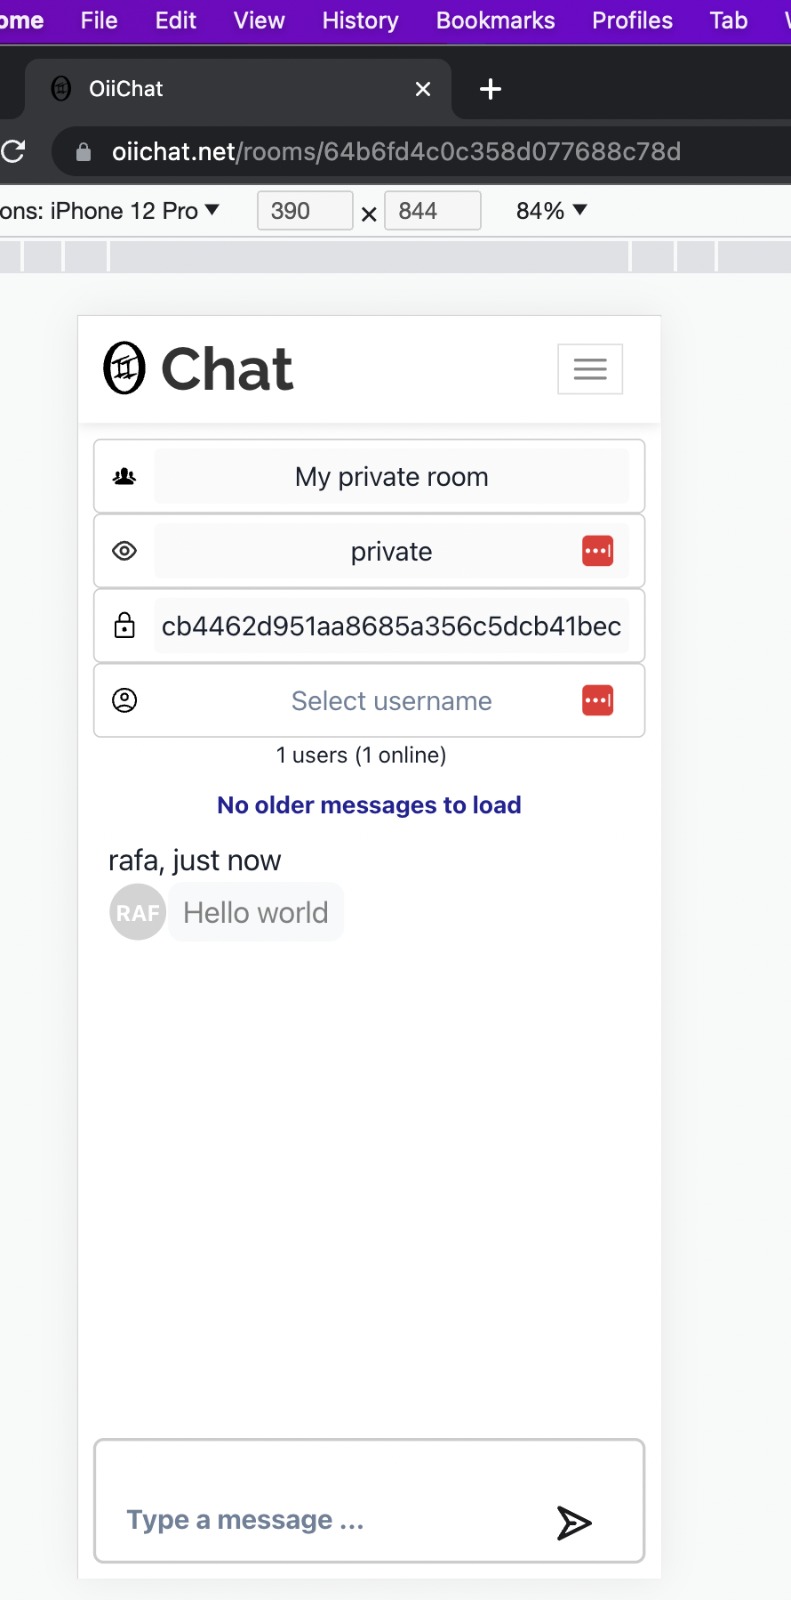 File Edit View History Bookmarks Profiles Tab
OiiChat
oiichat.net/rooms/64b6fd4c0c358d077688c78d
iPhone 12 Pro 390 × 844 84%
Chat
My private room
private
cb4462d951aa8685a356c5dcb41bec
Select username
1 users (1 online)
No older messages to load
rafa, just now
RAF Hello world
Type a message ...